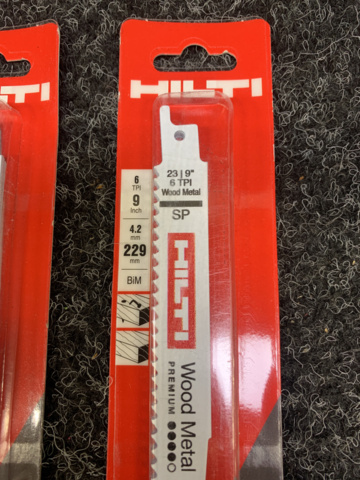 HILTI
6
TPI
9
Inch
4.2
mm
229
mm
BiM
23 | 9"
6 TPI
Wood Metal
SP
HILTI
Wood Metal
PREMIUM